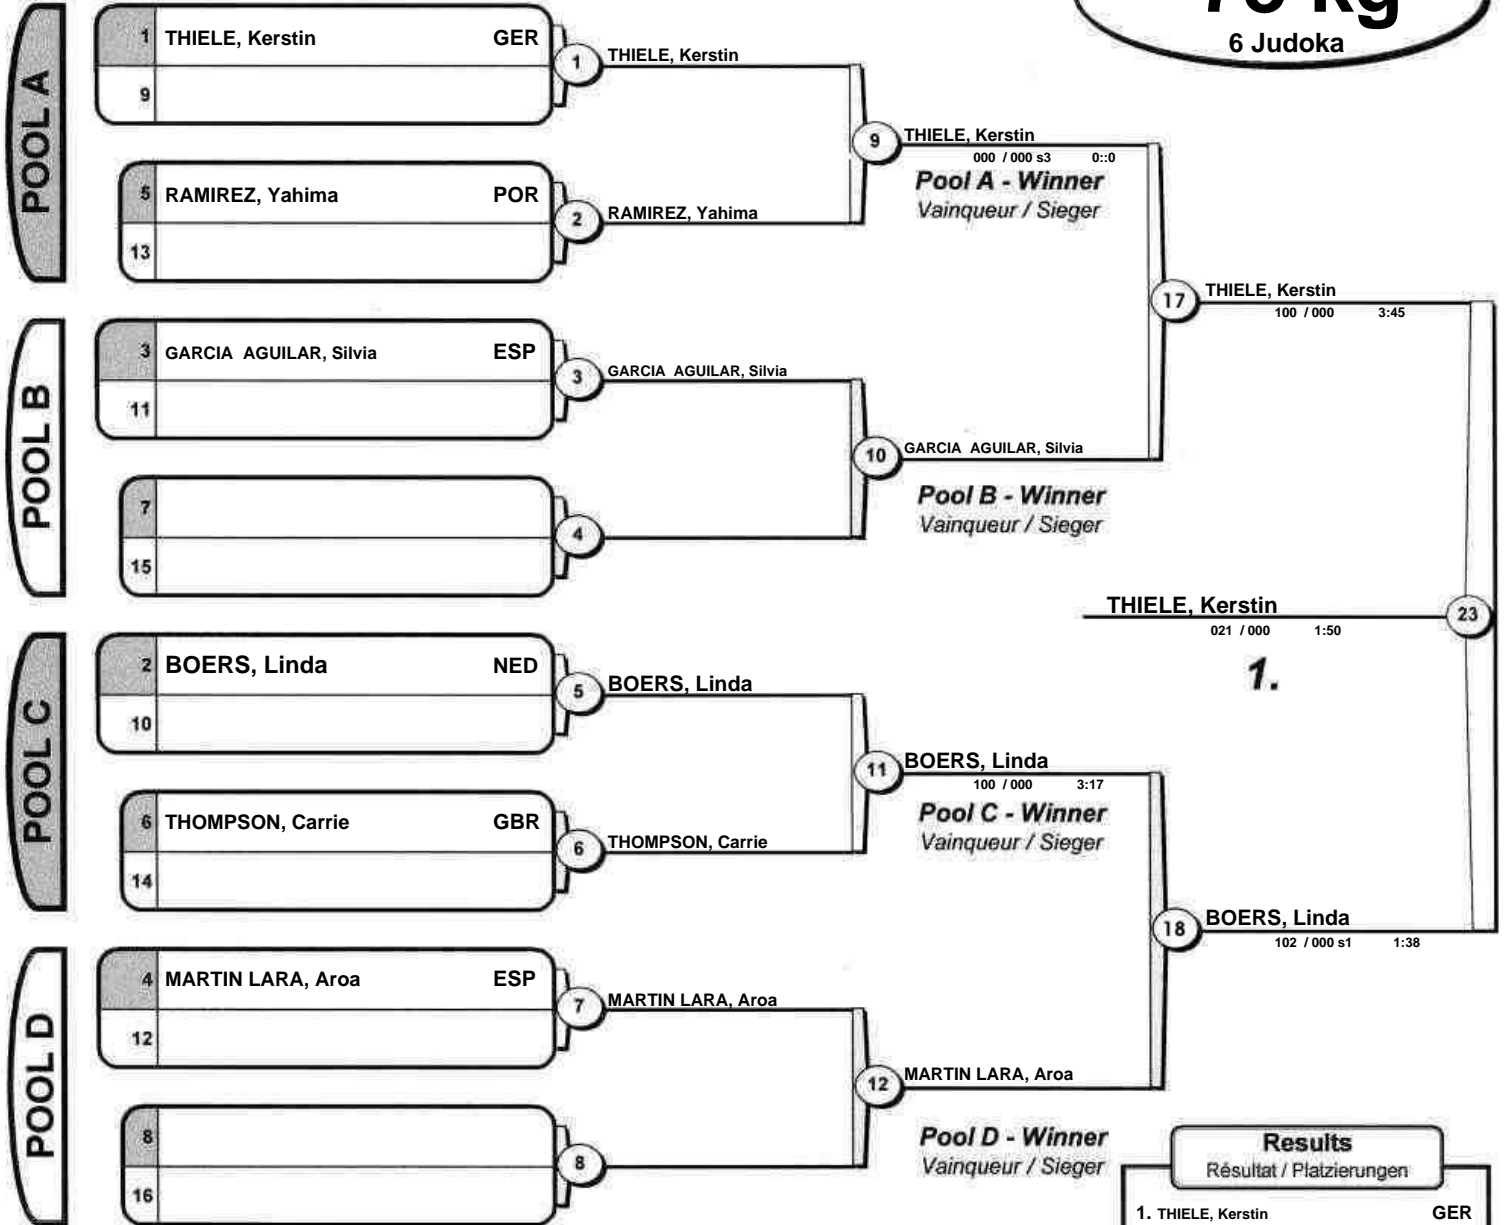 6 Judoka
POOL A
1 THIELE, Kerstin GER
9
1 THIELE, Kerstin
5 RAMIREZ, Yahima POR
13
2 RAMIREZ, Yahima
9 THIELE, Kerstin
000 / 000 s3 0::0
Pool A - Winner
Vainqueur / Sieger
POOL B
3 GARCIA AGUILAR, Silvia ESP
11
3 GARCIA AGUILAR, Silvia
7
15
4
10 GARCIA AGUILAR, Silvia
Pool B - Winner
Vainqueur / Sieger
17 THIELE, Kerstin
100 / 000 3:45
THIELE, Kerstin 23
021 / 000 1:50
1.
POOL C
2 BOERS, Linda NED
10
5 BOERS, Linda
6 THOMPSON, Carrie GBR
14
6 THOMPSON, Carrie
11 BOERS, Linda
100 / 000 3:17
Pool C - Winner
Vainqueur / Sieger
POOL D
4 MARTIN LARA, Aroa ESP
12
7 MARTIN LARA, Aroa
8
16
8
12 MARTIN LARA, Aroa
Pool D - Winner
Vainqueur / Sieger
18 BOERS, Linda
102 / 000 s1 1:38
Results
Résultat / Platzierungen
1. THIELE, Kerstin GER